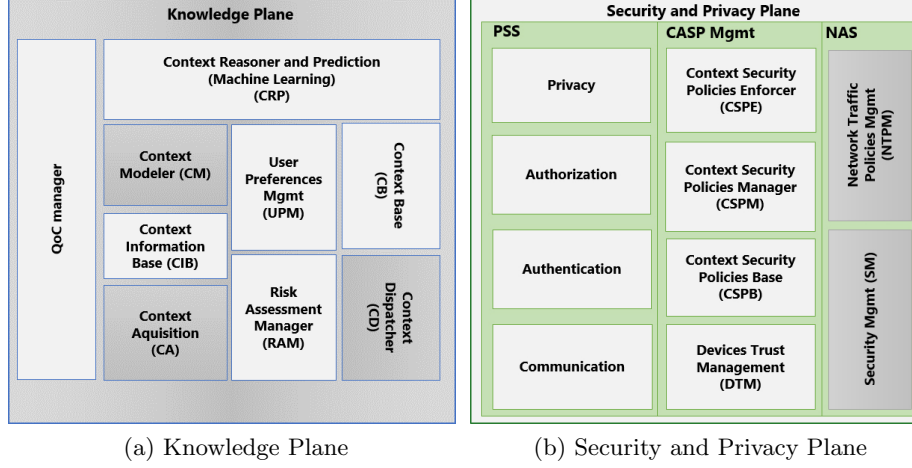 Knowledge Plane
QoC manager
Context Reasoner and Prediction
(Machine Learning)
(CRP)
Context
Modeler (CM)
User
Preferences
Mgmt
(UPM)
Context Base
(CB)
Context
Information
Base (CIB)
Context
Aquisition
(CA)
Risk
Assessment
Manager
(RAM)
Context
Dispatcher
(CD)
(a) Knowledge Plane
Security and Privacy Plane
PSS
Privacy
Authorization
Authentication
Communication
CASP Mgmt
Context Security
Policies Enforcer
(CSPE)
Context Security
Policies Manager
(CSPM)
Context Security
Policies Base
(CSPB)
Devices Trust
Management
(DTM)
NAS
Network Traffic
Policies Mgmt
(NTPM)
Security Mgmt (SM)
(b) Security and Privacy Plane